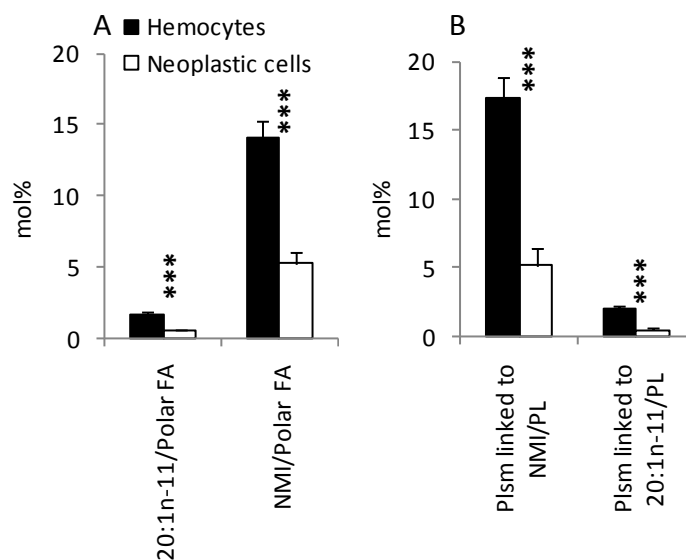 A
Hemocytes
Neoplastic cells
20
15
10
5
0
mol%
***
***
20:1n-11/Polar FA
NMI/Polar FA
B
20
15
10
5
0
mol%
***
***
Plsm linked to
NMI/PL
Plsm linked to
20:1n-11/PL